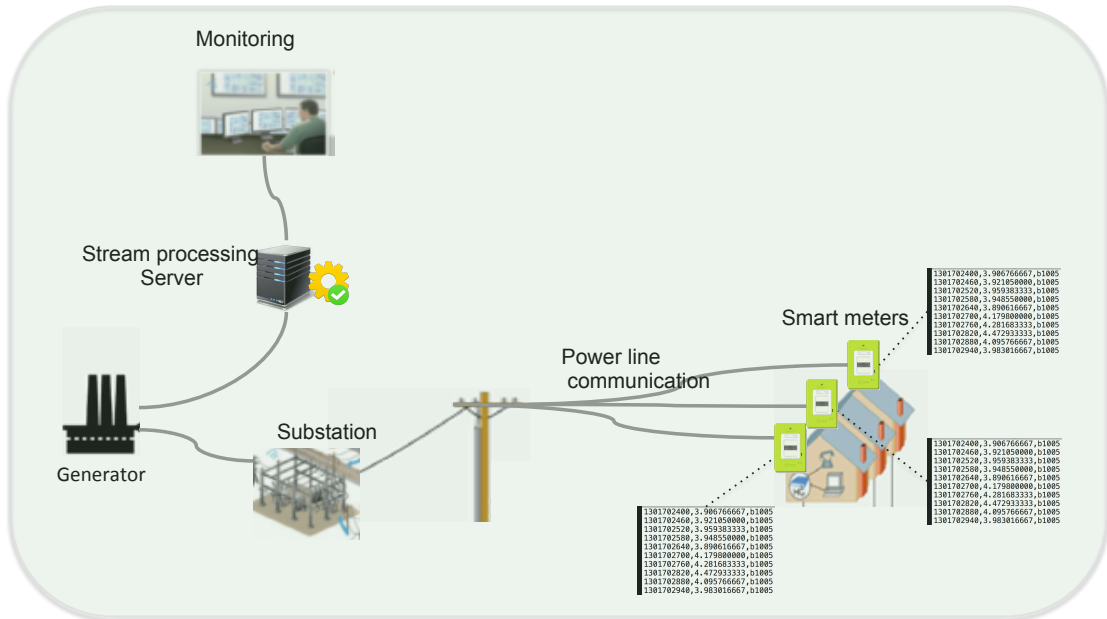 Monitoring
Stream processing
Server
Smart meters
Power line
communication
Substation
Generator
1301702400,3.906766667,b1005
1301702460,3.921050000,b1005
1301702520,3.959383333,b1005
1301702580,3.948550000,b1005
1301702640,3.890616667,b1005
1301702700,4.179800000,b1005
1301702760,4.281683333,b1005
1301702820,4.472933333,b1005
1301702880,4.095766667,b1005
1301702940,3.983016667,b1005
1301702400,3.906766667,b1005
1301702460,3.921050000,b1005
1301702520,3.959383333,b1005
1301702580,3.948550000,b1005
1301702640,3.890616667,b1005
1301702700,4.179800000,b1005
1301702760,4.281683333,b1005
1301702820,4.472933333,b1005
1301702880,4.095766667,b1005
1301702940,3.983016667,b1005
1301702400,3.906766667,b1005
1301702460,3.921050000,b1005
1301702520,3.959383333,b1005
1301702580,3.948550000,b1005
1301702640,3.890616667,b1005
1301702700,4.179800000,b1005
1301702760,4.281683333,b1005
1301702820,4.472933333,b1005
1301702880,4.095766667,b1005
1301702940,3.983016667,b1005